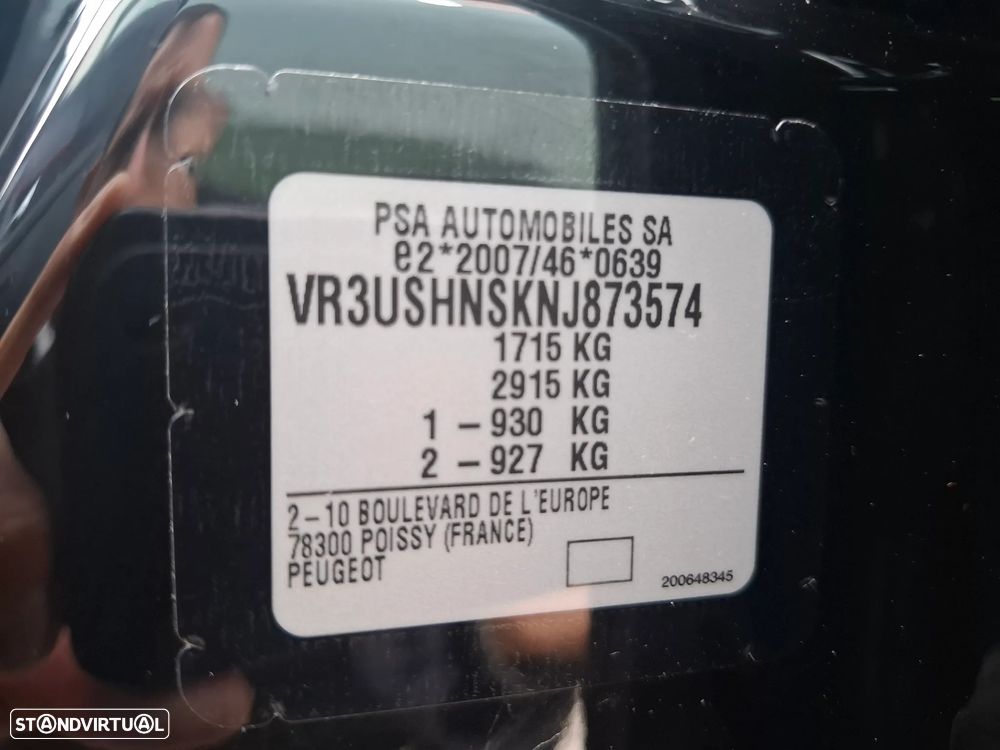 PSA AUTOMOBILES SA
e2*2007/46*0639
VR3USHNSKNJ873574
1715 KG
2915 KG
1 – 930 KG
2 – 927 KG
2–10 BOULEVARD DE L'EUROPE
78300 POISSY (FRANCE)
PEUGEOT
200648345
STANDVIRTUAL